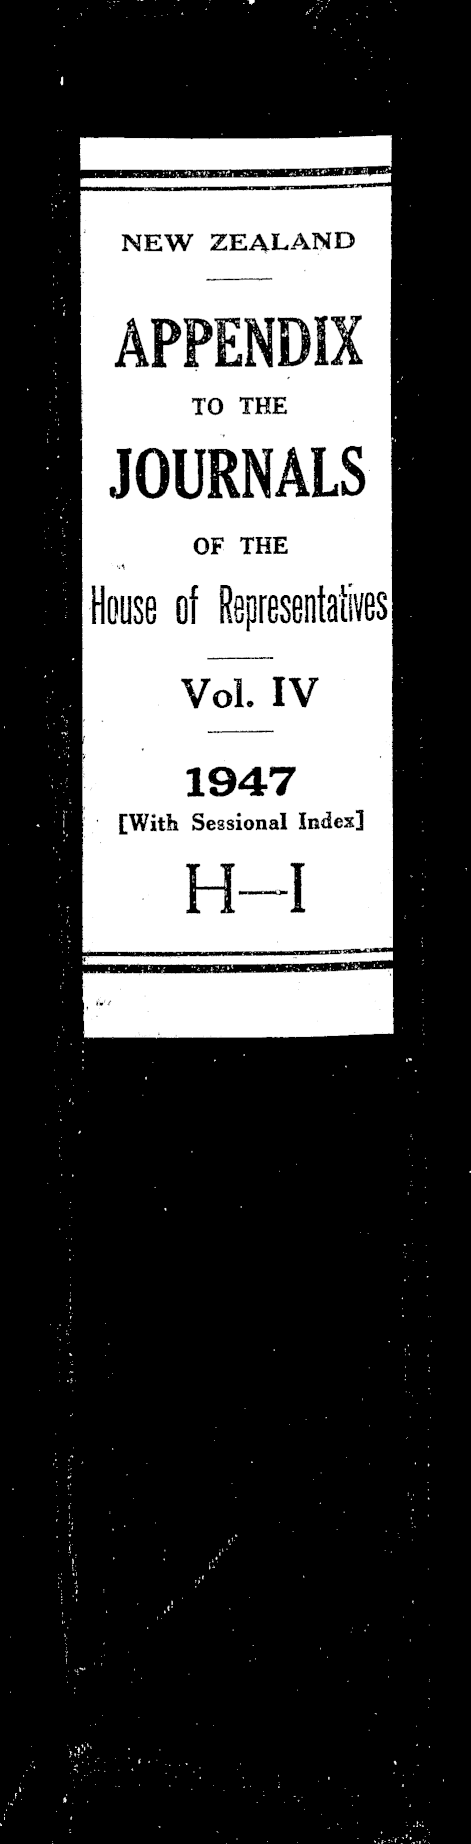 NEW ZEALAND
APPENDIX
TO THE
JOURNALS
OF THE
House of Representatives
Vol. IV
1947
[With Sessional Index]
H—I